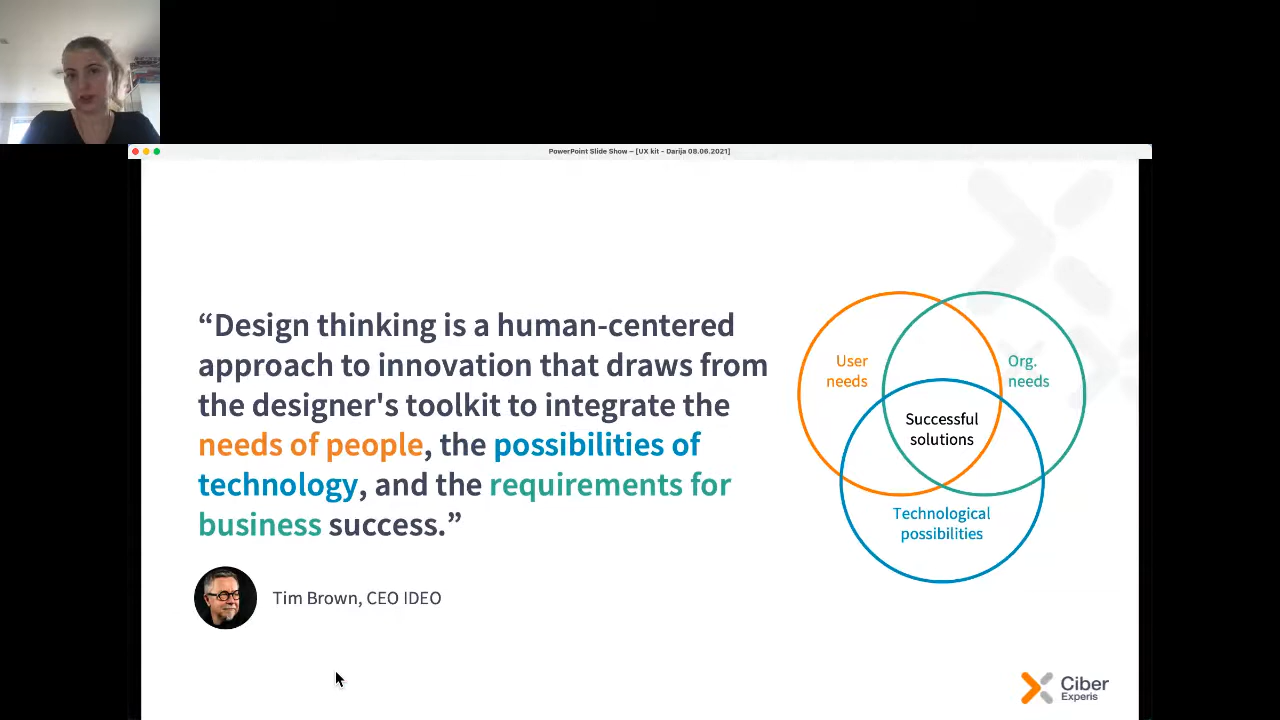 PowerPoint Slide Show – [UX kit - Darija 08.06.2021]
“Design thinking is a human-centered
approach to innovation that draws from
the designer's toolkit to integrate the
needs of people, the possibilities of
technology, and the requirements for
business success.”
Tim Brown, CEO IDEO
User
needs
Org.
needs
Successful
solutions
Technological
possibilities
Ciber
Experis